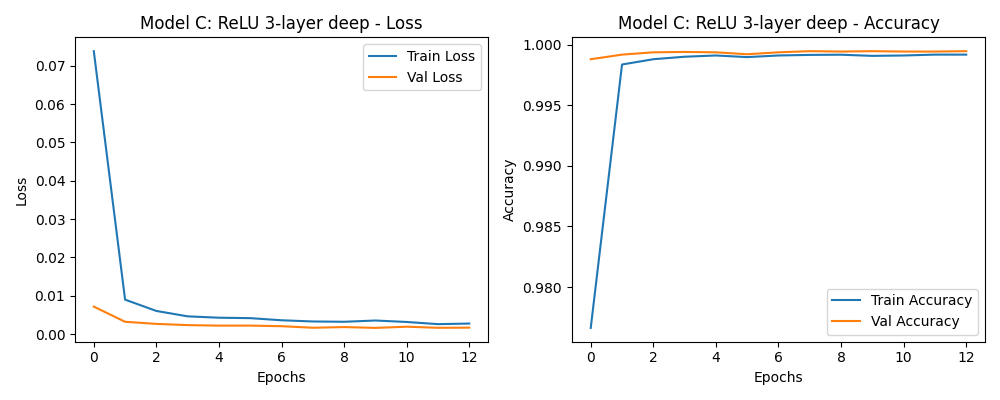 Model C: ReLU 3-layer deep - Loss
Train Loss
Val Loss
0.07
0.06
0.05
0.04
0.03
0.02
0.01
0.00
Loss
0 2 4 6 8 10 12
Epochs
Model C: ReLU 3-layer deep - Accuracy
1.000
0.995
0.990
0.985
0.980
Accuracy
Train Accuracy
Val Accuracy
0 2 4 6 8 10 12
Epochs